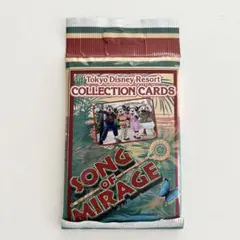 Tokyo Disney Resort
COLLECTION CARDS
SONG
OF
MIRAGE